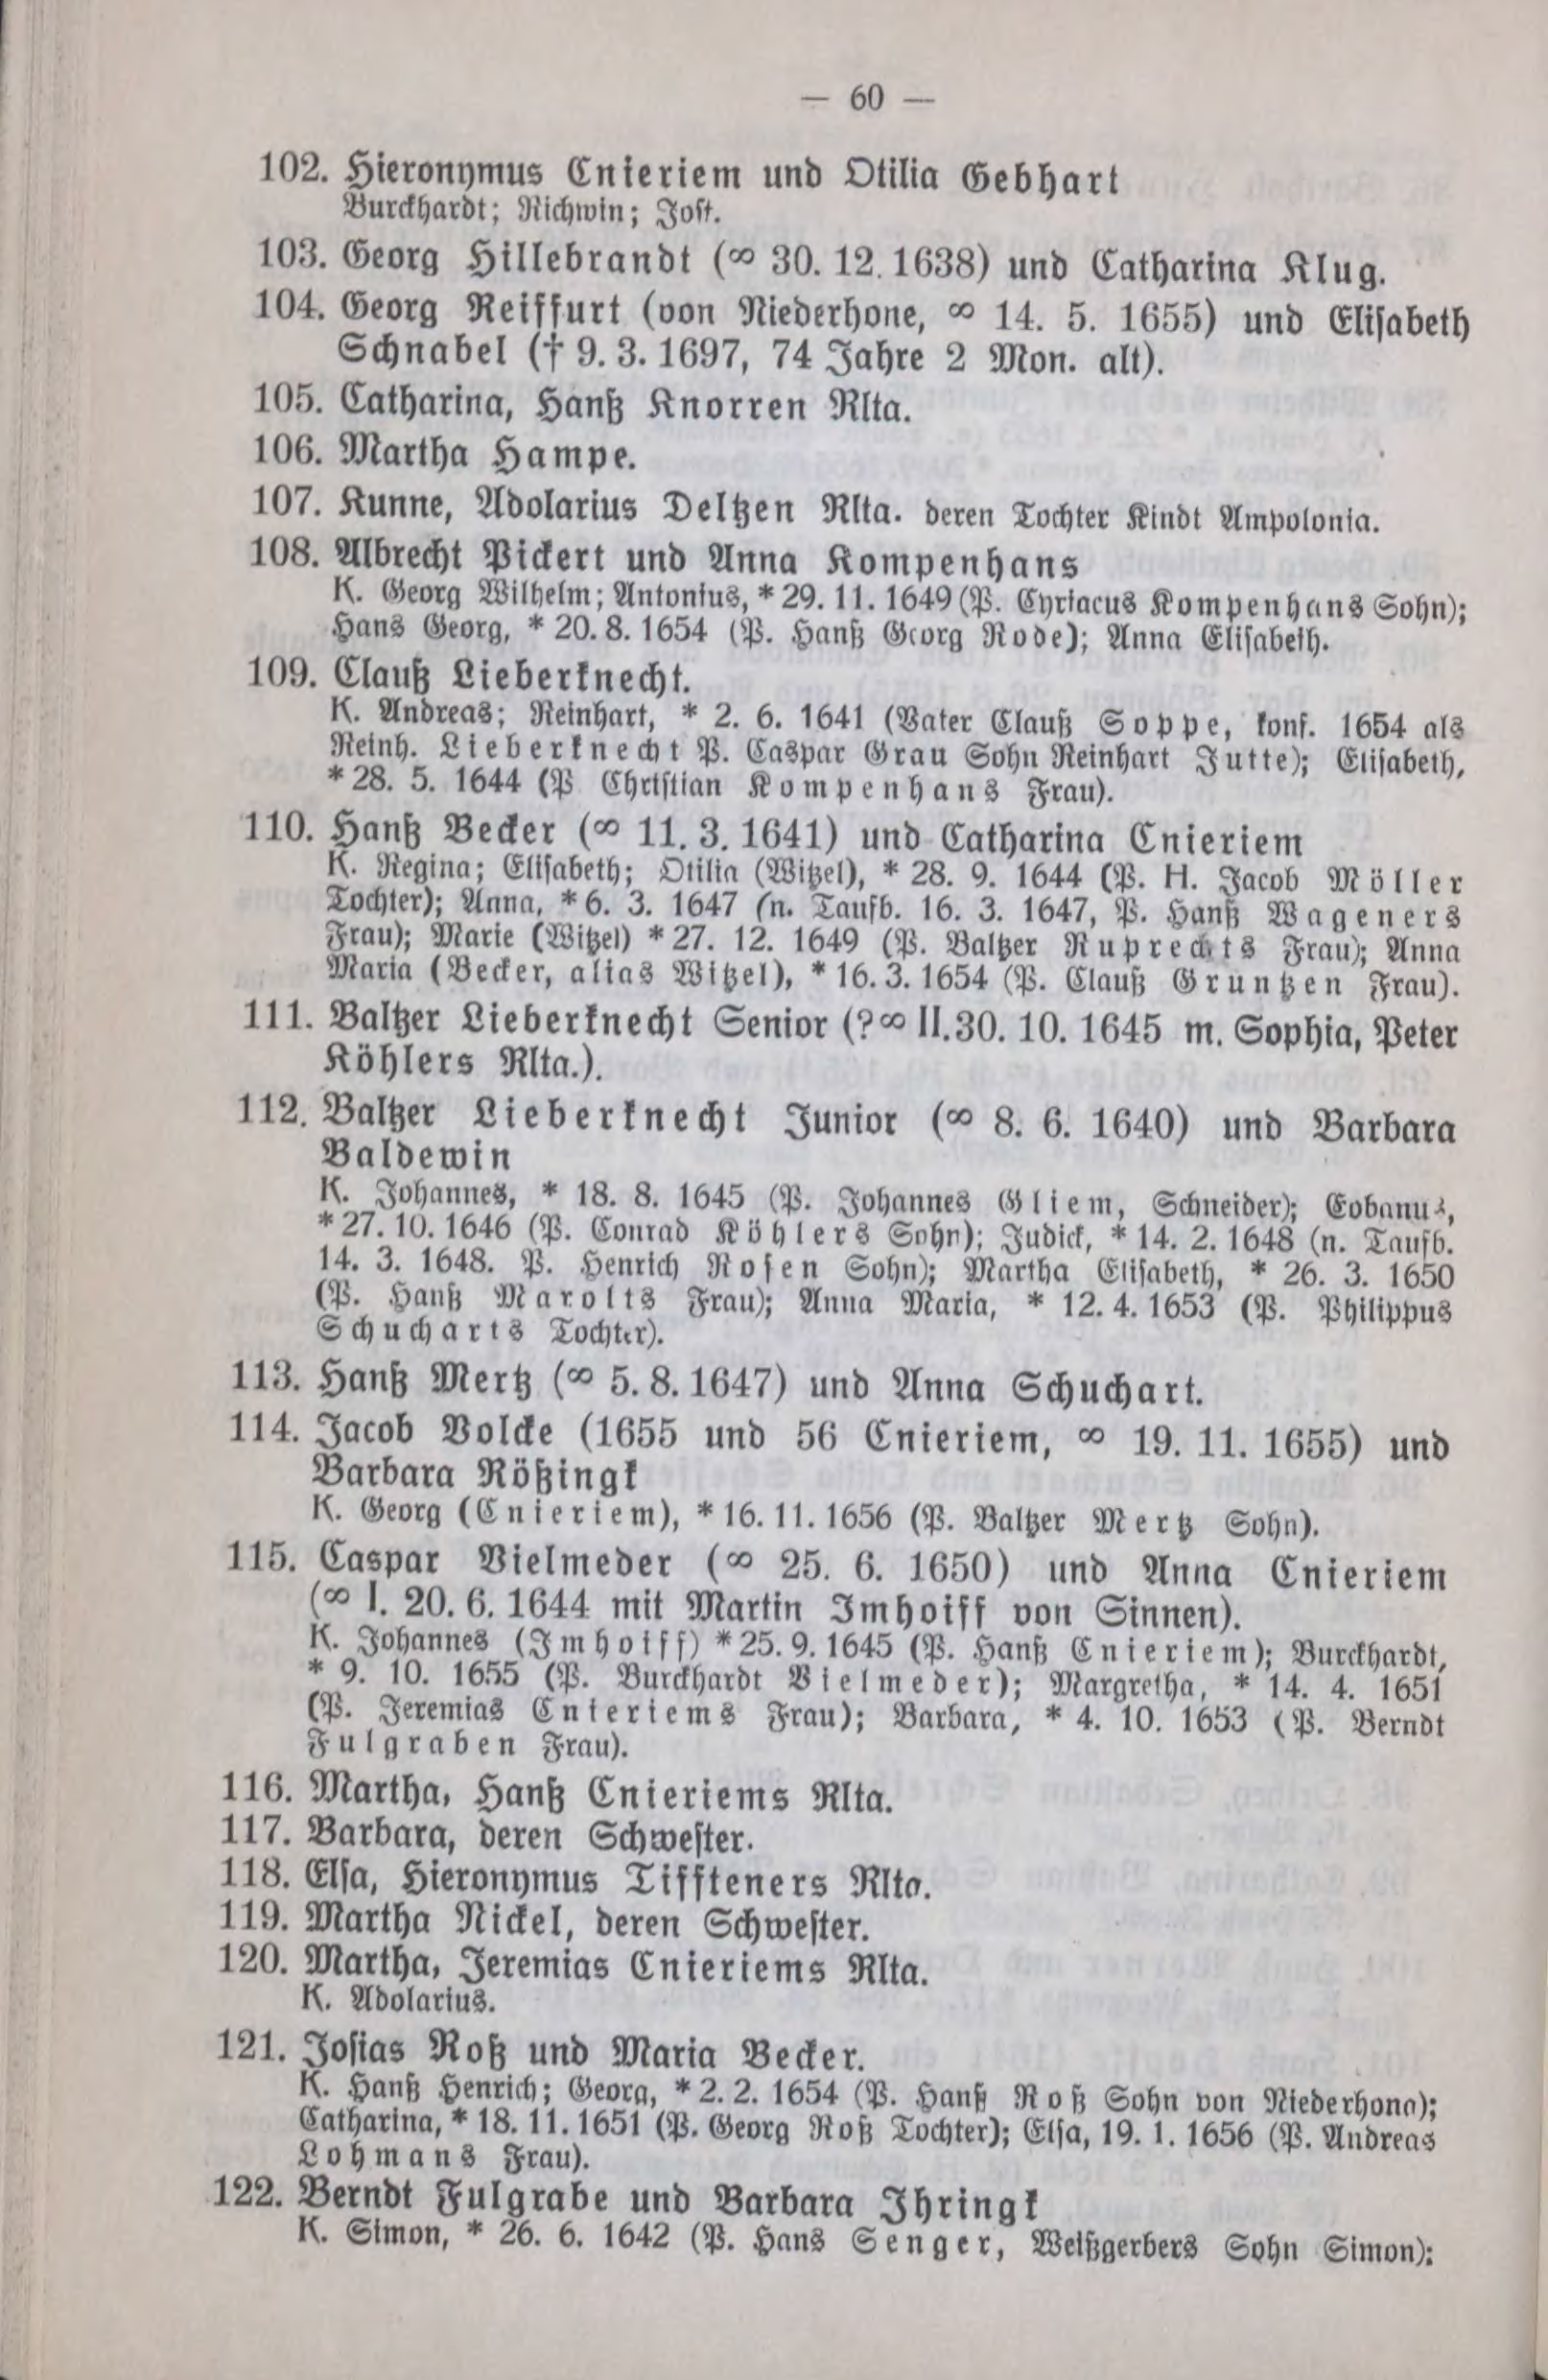 — 60 —
102. Hieronymus Cnieriem und Otilia Gebhart
Burckhardt; Richwin; Jost.
103. Georg Hillebrandt (∞ 30. 12. 1638) und Catharina Klug.
104. Georg Reiffurt (von Niederhone, ∞ 14. 5. 1655) und Elisabeth
Schnabel († 9. 3. 1697, 74 Jahre 2 Mon. alt).
105. Catharina, Hanß Knorren Rlta.
106. Martha Hampe.
107. Kunne, Adolarius Deltzen Rlta. deren Tochter Kindt Ampolonia.
108. Albrecht Pickert und Anna Kompenhans
K. Georg Wilhelm; Antonius, * 29. 11. 1649 (P. Cyriacus Kompenhans Sohn);
Hans Georg, * 20. 8. 1654 (P. Hanß Georg Rode); Anna Elisabeth.
109. Clauß Lieberknecht.
K. Andreas; Reinhart, * 2. 6. 1641 (Vater Clauß Soppe, konf. 1654 als
Reinh. Lieberknecht P. Caspar Grau Sohn Reinhart Jutte); Elisabeth,
* 28. 5. 1644 (P Christian Kompenhans Frau).
110. Hanß Becker (∞ 11. 3. 1641) und Catharina Cnieriem
K. Regina; Elisabeth; Otilia (Witzel), * 28. 9. 1644 (P. H. Jacob Möller
Tochter); Anna, * 6. 3. 1647 (n. Taufb. 16. 3. 1647, P. Hanß Wageners
Frau); Marie (Witzel) * 27. 12. 1649 (P. Baltzer Ruprechts Frau); Anna
Maria (Becker, alias Witzel), * 16. 3. 1654 (P. Clauß Gruntzen Frau).
111. Baltzer Lieberknecht Senior (?∞ II. 30. 10. 1645 m. Sophia, Peter
Köhlers Rlta.).
112. Baltzer Lieberknecht Junior (∞ 8. 6. 1640) und Barbara
Baldewin
K. Johannes, * 18. 8. 1645 (P. Johannes Gliem, Schneider); Eobanus,
* 27. 10. 1646 (P. Conrad Köhlers Sohn); Judick, * 14. 2. 1648 (n. Taufb.
14. 3. 1648. P. Henrich Rosen Sohn); Martha Elisabeth, * 26. 3. 1650
(P. Hanß Marolts Frau); Anna Maria, * 12. 4. 1653 (P. Philippus
Schucharts Tochter).
113. Hanß Mertz (∞ 5. 8. 1647) und Anna Schuchart.
114. Jacob Volcke (1655 und 56 Cnieriem, ∞ 19. 11. 1655) und
Barbara Rößingk
K. Georg (Cnieriem), * 16. 11. 1656 (P. Baltzer Mertz Sohn).
115. Caspar Vielmeder (∞ 25. 6. 1650) und Anna Cnieriem
(∞ I. 20. 6. 1644 mit Martin Imhoiff von Sinnen).
K. Johannes (Imhoiff) * 25. 9. 1645 (P. Hanß Cnieriem); Burckhardt,
* 9. 10. 1655 (P. Burckhardt Vielmeder); Margretha, * 14. 4. 1651
(P. Jeremias Cnieriems Frau); Barbara, * 4. 10. 1653 (P. Berndt
Fulgraben Frau).
116. Martha, Hanß Cnieriems Rlta.
117. Barbara, deren Schwester.
118. Elsa, Hieronymus Tiffteners Rlta.
119. Martha Nickel, deren Schwester.
120. Martha, Jeremias Cnieriems Rlta.
K. Adolarius.
121. Josias Roß und Maria Becker.
K. Hanß Henrich; Georg, * 2. 2. 1654 (P. Hanß Roß Sohn von Niederhona);
Catharina, * 18. 11. 1651 (P. Georg Roß Tochter); Elsa, 19. 1. 1656 (P. Andreas
Lohmans Frau).
122. Berndt Fulgrabe und Barbara Ihringk
K. Simon, * 26. 6. 1642 (P. Hans Senger, Weißgerbers Sohn Simon);